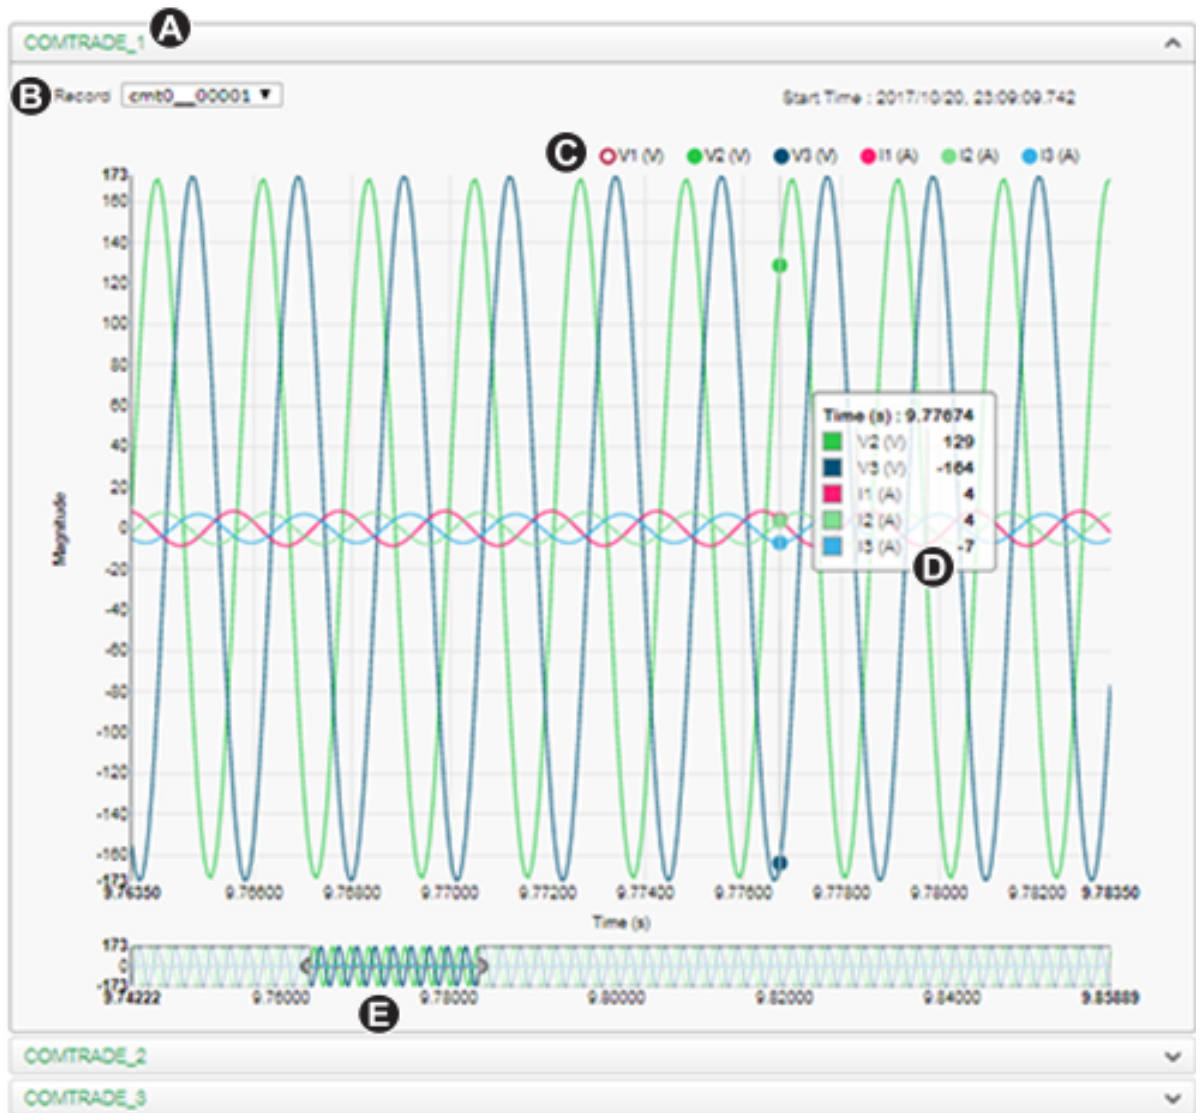 COMTRADE_1 A
B Record cmt0__00001 ▼ Start Time : 2017/10/20, 23:09:09.742
C V1 (V) V2 (V) V3 (V) I1 (A) I2 (A) I3 (A)
173
160
140
120
100
80
60
40
20
0
-20
-40
-60
-80
-100
-120
-140
-160
-173
Magnitude
Time (s) : 9.77674
V2 (V) 129
V3 (V) -164
I1 (A) 4
I2 (A) 4
I3 (A) -7
D
9.76350 9.76600 9.76800 9.77000 9.77200 9.77400 9.77600 9.77800 9.78000 9.78200 9.78350
Time (s)
173
0
-173
9.74222 9.76000 9.78000 9.80000 9.82000 9.84000 9.85889
E
COMTRADE_2
COMTRADE_3